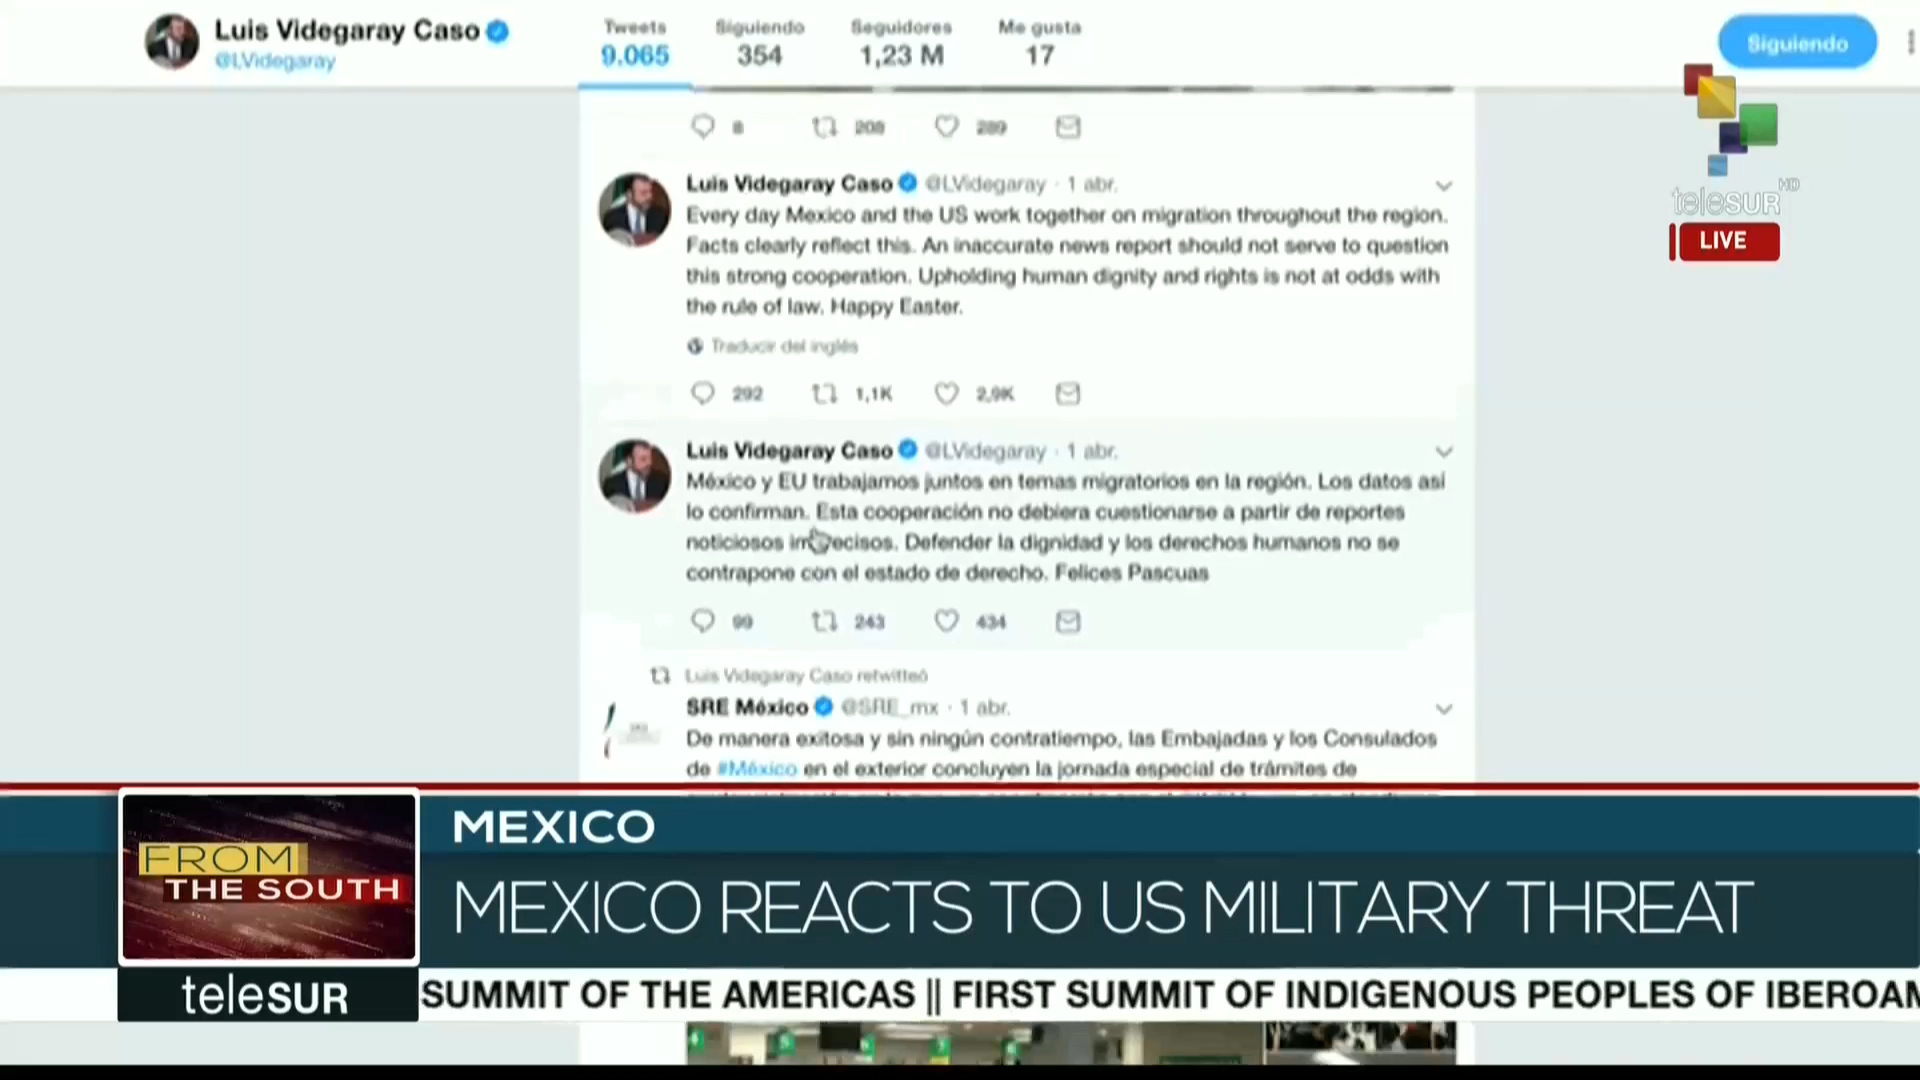 Luis Videgaray Caso
@LVidegaray
Tweets
9.065
Siguiendo
354
Seguidores
1,23 M
Me gusta
17
Siguiendo
8 208 289
Luis Videgaray Caso @LVidegaray · 1 abr.
Every day Mexico and the US work together on migration throughout the region.
Facts clearly reflect this. An inaccurate news report should not serve to question
this strong cooperation. Upholding human dignity and rights is not at odds with
the rule of law. Happy Easter.
Traducir del inglés
292 1,1K 2,9K
Luis Videgaray Caso @LVidegaray · 1 abr.
México y EU trabajamos juntos en temas migratorios en la región. Los datos así
lo confirman. Esta cooperación no debiera cuestionarse a partir de reportes
noticiosos imprecisos. Defender la dignidad y los derechos humanos no se
contrapone con el estado de derecho. Felices Pascuas
99 243 434
Luis Videgaray Caso retwitteó
SRE México @SRE_mx · 1 abr.
De manera exitosa y sin ningún contratiempo, las Embajadas y los Consulados
de #México en el exterior concluyen la jornada especial de trámites de
teleSUR HD
LIVE
FROM
THE SOUTH
MEXICO
MEXICO REACTS TO US MILITARY THREAT
teleSUR
SUMMIT OF THE AMERICAS || FIRST SUMMIT OF INDIGENOUS PEOPLES OF IBEROAM